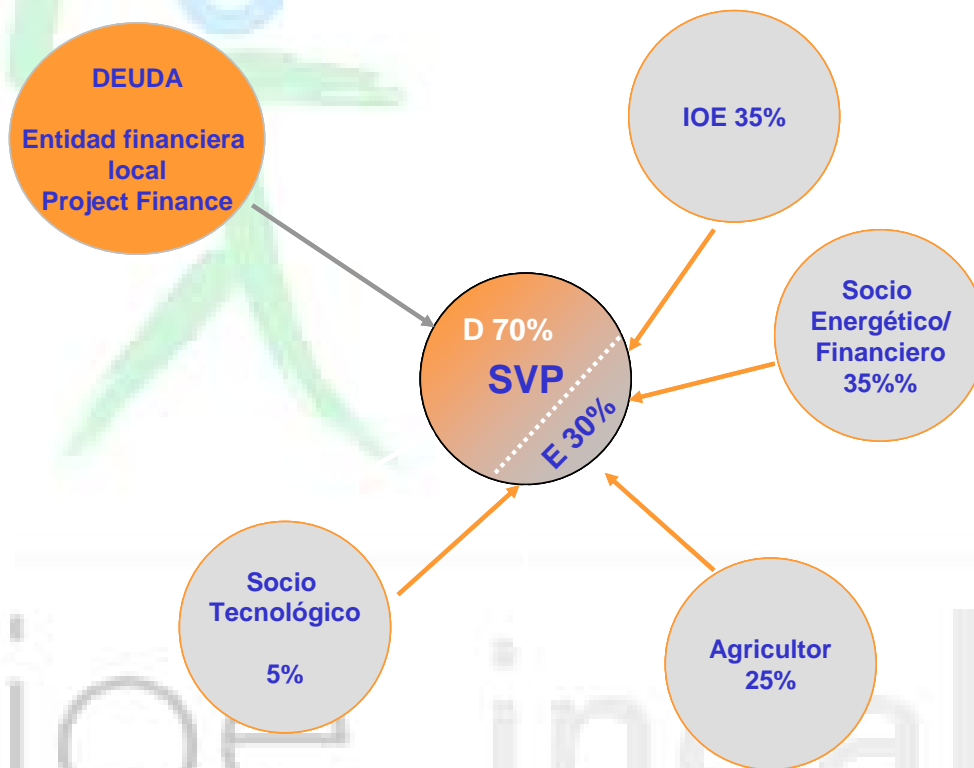 DEUDA
Entidad financiera
local
Project Finance
IOE 35%
Socio
Energético/
Financiero
35%%
D 70%
SVP
E 30%
Socio
Tecnológico
5%
Agricultor
25%
ioe